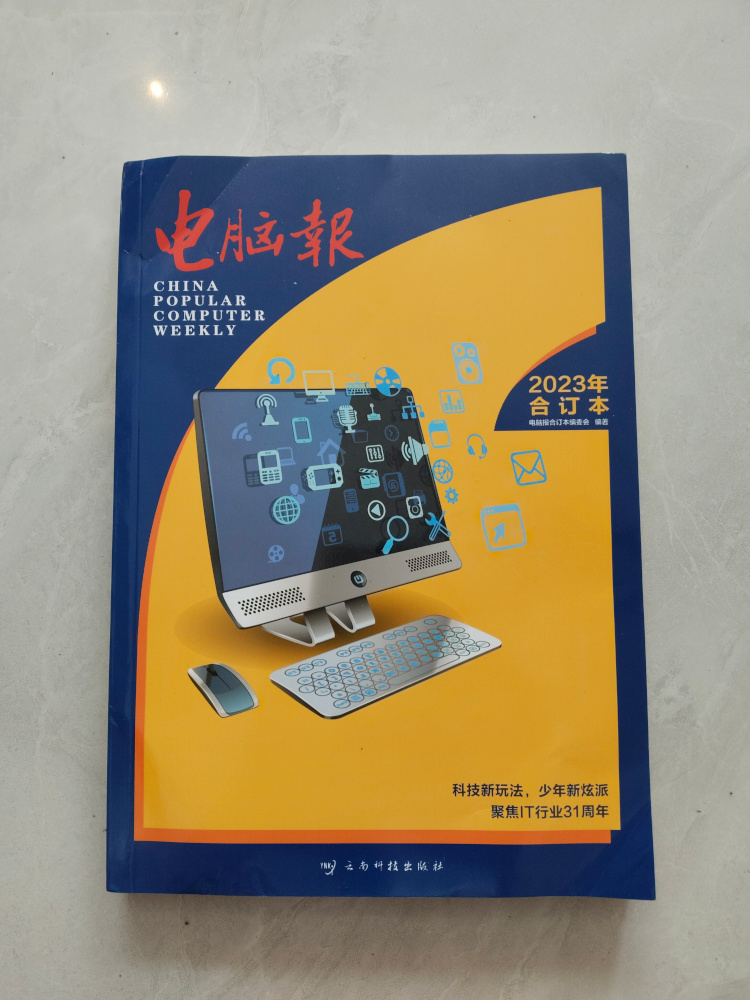 电脑報
CHINA
POPULAR
COMPUTER
WEEKLY
2023年
合订本
电脑报合订本编委会 编著
5
科技新玩法，少年新炫派
聚焦IT行业31周年
YNK 云南科技出版社